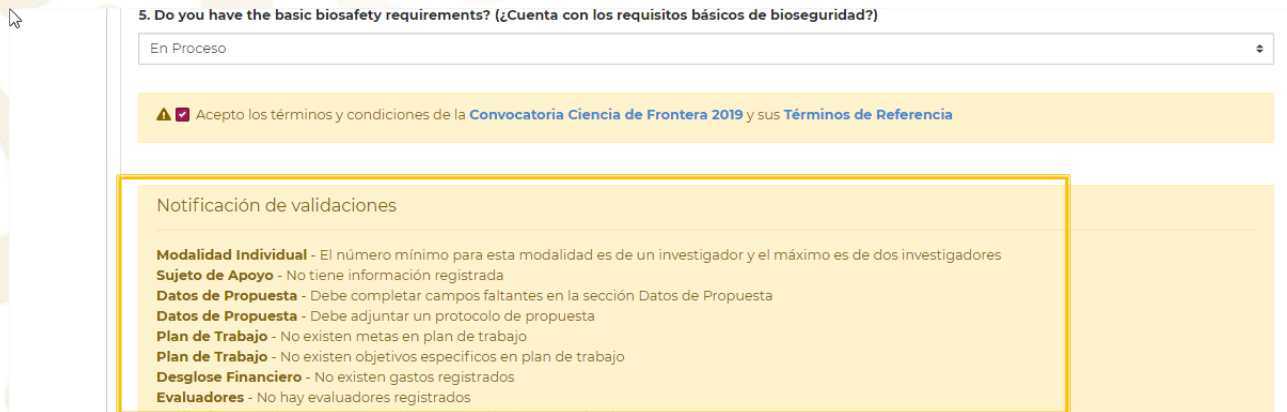 5. Do you have the basic biosafety requirements? (¿Cuenta con los requisitos básicos de bioseguridad?)
En Proceso
Acepto los términos y condiciones de la Convocatoria Ciencia de Frontera 2019 y sus Términos de Referencia
Notificación de validaciones
Modalidad Individual - El número mínimo para esta modalidad es de un investigador y el máximo es de dos investigadores
Sujeto de Apoyo - No tiene información registrada
Datos de Propuesta - Debe completar campos faltantes en la sección Datos de Propuesta
Datos de Propuesta - Debe adjuntar un protocolo de propuesta
Plan de Trabajo - No existen metas en plan de trabajo
Plan de Trabajo - No existen objetivos especificos en plan de trabajo
Desglose Financiero - No existen gastos registrados
Evaluadores - No hay evaluadores registrados